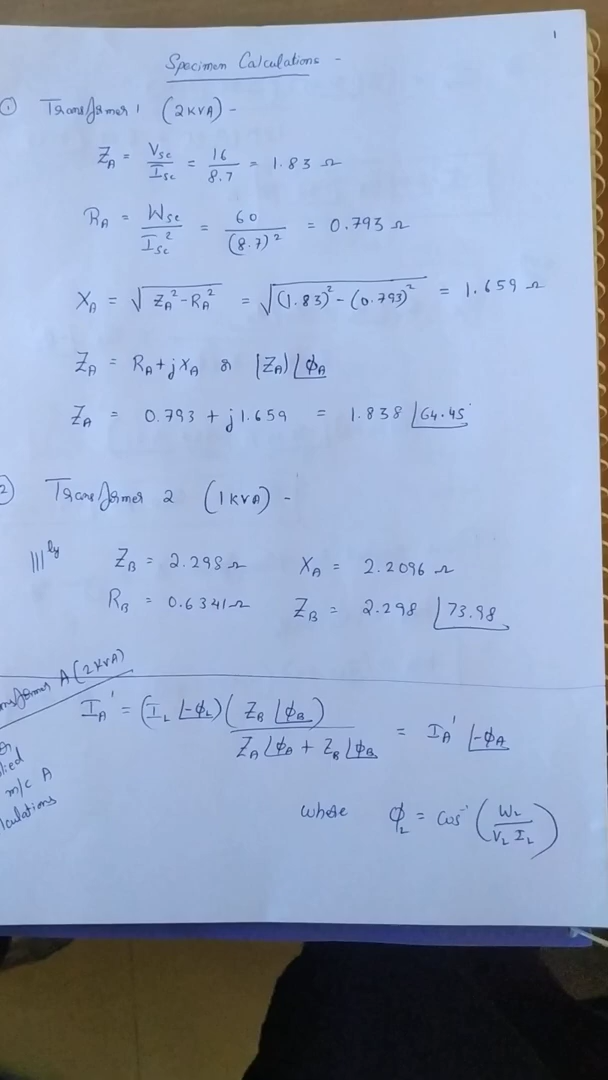 1
Specimen Calculations -
① Transformer 1 (2KVA) -
Z_A = V_sc / I_sc = 16 / 8.7 = 1.83 Ω
R_A = W_sc / I_sc² = 60 / (8.7)² = 0.793 Ω
X_A = √(Z_A² - R_A²) = √((1.83)² - (0.793)²) = 1.659 Ω
Z_A = R_A + jX_A or |Z_A| ∠ϕ_A
Z_A = 0.793 + j1.659 = 1.838 ∠64.45°
2) Transformer 2 (1KVA) -
|||ly Z_B = 2.298 Ω X_A = 2.2096 Ω
R_B = 0.6341 Ω Z_B = 2.298 ∠73.98
A (2KVA)
I_A' = (I_L ∠-ϕ_L) (Z_B ∠ϕ_B) / (Z_A ∠ϕ_A + Z_B ∠ϕ_B) = I_A' ∠-ϕ_A
m/c A
where ϕ_L = cos⁻¹ (W_L / V_L I_L)